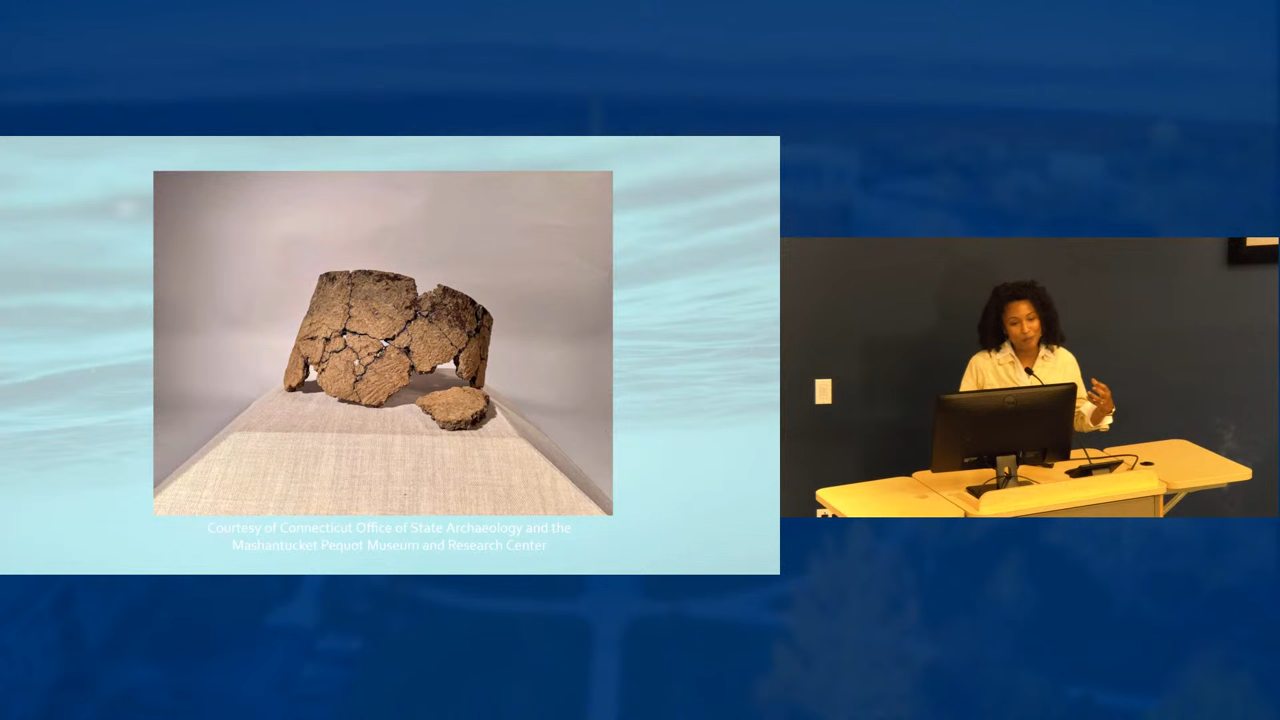 Courtesy of Connecticut Office of State Archaeology and the
Mashantucket Pequot Museum and Research Center